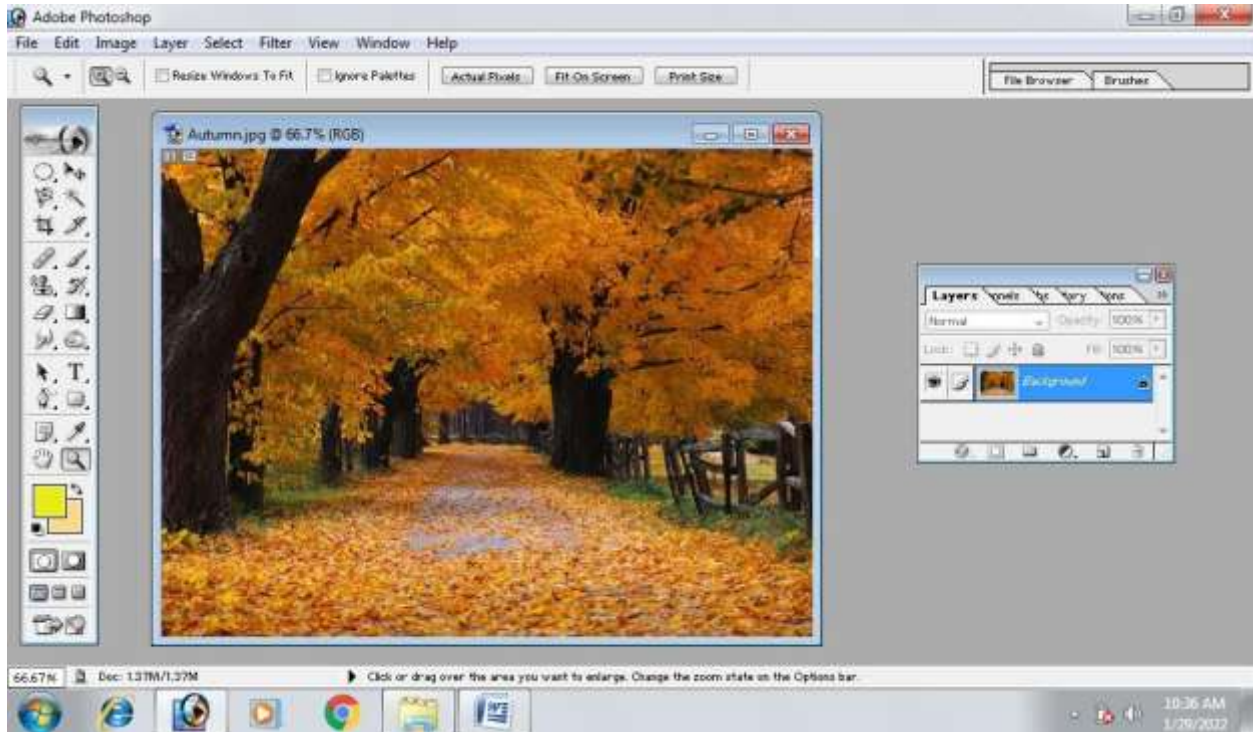 Adobe Photoshop
File Edit Image Layer Select Filter View Window Help
Resize Windows To Fit Ignore Palettes Actual Pixels Fit On Screen Print Size File Browser Brushes
Autumn.jpg @ 66.7% (RGB)
Layers
Normal Opacity: 100%
Lock: Fill: 100%
Background
T
66.67% Doc: 1.37M/1.37M Click or drag over the area you want to enlarge. Change the zoom state on the Options bar.
W
10:36 AM
1/29/2022